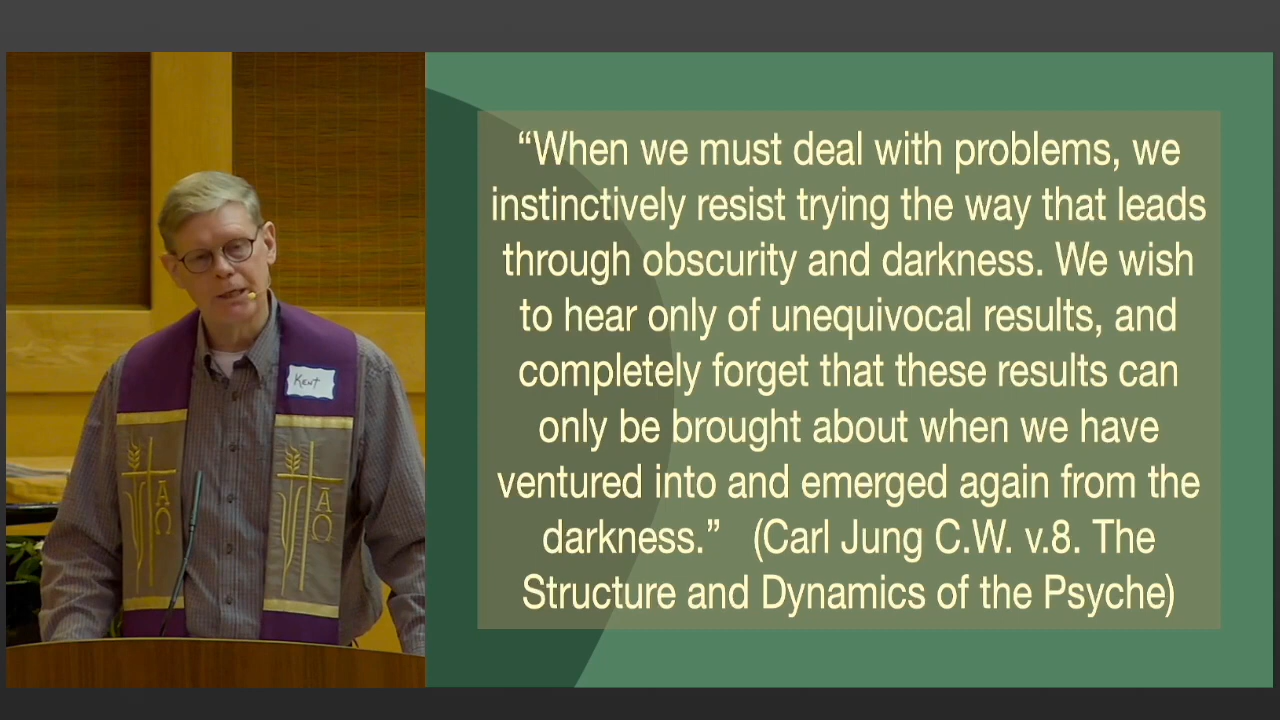 “When we must deal with problems, we
instinctively resist trying the way that leads
through obscurity and darkness. We wish
to hear only of unequivocal results, and
completely forget that these results can
only be brought about when we have
ventured into and emerged again from the
darkness.” (Carl Jung C.W. v.8. The
Structure and Dynamics of the Psyche)
Kent
Α
Ω
Α
Ω